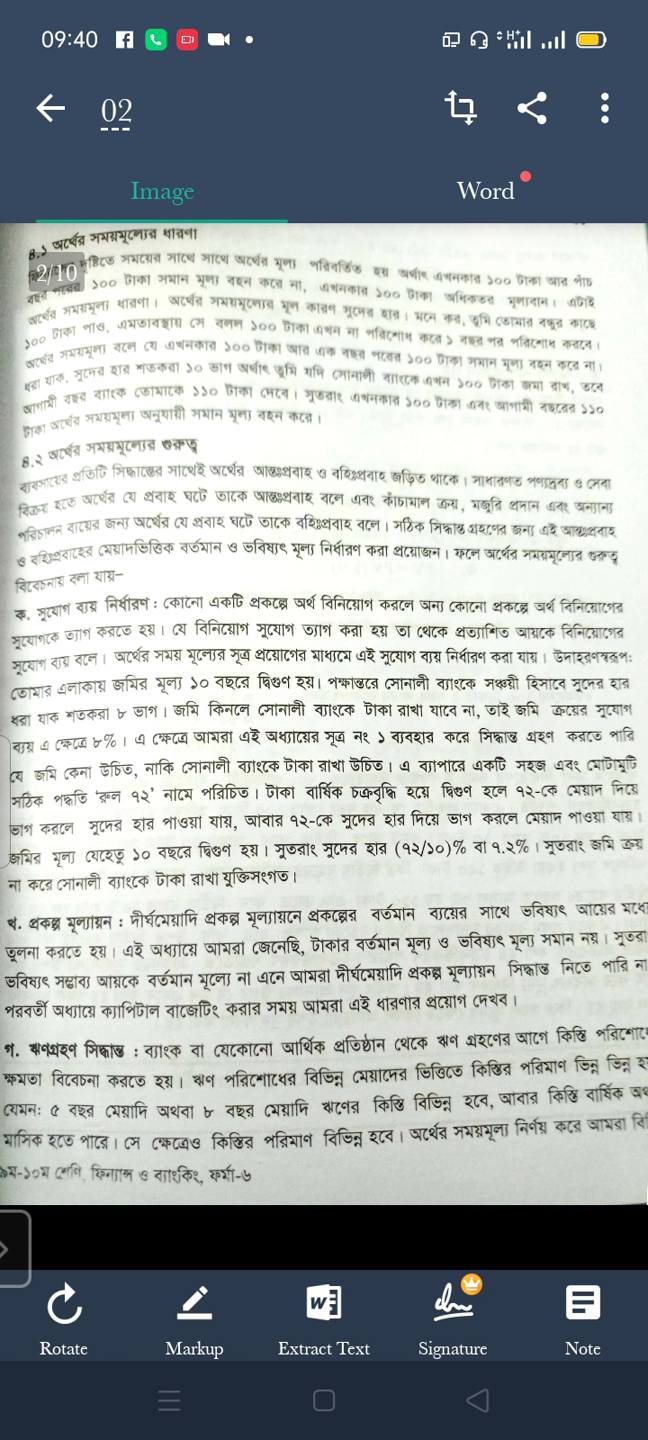 09:40
02
Image
Word
৪.১ অর্থের সময়মূল্যের ধারণা
2/10
দৃষ্টিতে সময়ের সাথে সাথে অর্থের মূল্য পরিবর্তিত হয় অর্থাৎ এখনকার ১০০ টাকা আর পাঁচ
বছর পরের ১০০ টাকা সমান মূল্য বহন করে না, এখনকার ১০০ টাকা অধিকতর মূল্যবান। এটাই
অর্থের সময়মূল্য ধারণা। অর্থের সময়মূল্যের মূল কারণ সুদের হার। মনে কর, তুমি তোমার বন্ধুর কাছে
১০০ টাকা পাও, এমতাবস্থায় সে বলল ১০০ টাকা এখন না পরিশোধ করে ১ বছর পর পরিশোধ করবে।
অর্থের সময়মূল্য বলে যে এখনকার ১০০ টাকা আর এক বছর পরের ১০০ টাকা সমান মূল্য বহন করে না।
ধরা যাক, সুদের হার শতকরা ১০ ভাগ অর্থাৎ তুমি যদি সোনালী ব্যাংকে এখন ১০০ টাকা জমা রাখ, তবে
আগামী বছর ব্যাংক তোমাকে ১১০ টাকা দেবে। সুতরাং এখনকার ১০০ টাকা এবং আগামী বছরের ১১০
টাকা অর্থের সময়মূল্য অনুযায়ী সমান মূল্য বহন করে।
৪.২ অর্থের সময়মূল্যের গুরুত্ব
ব্যবসায়ের প্রতিটি সিদ্ধান্তের সাথেই অর্থের আন্তঃপ্রবাহ ও বহিঃপ্রবাহ জড়িত থাকে। সাধারণত পণ্যদ্রব্য ও সেবা
বিক্রয় হতে অর্থের যে প্রবাহ ঘটে তাকে আন্তঃপ্রবাহ বলে এবং কাঁচামাল ক্রয়, মজুরি প্রদান এবং অন্যান্য
পরিচালন ব্যয়ের জন্য অর্থের যে প্রবাহ ঘটে তাকে বহিঃপ্রবাহ বলে। সঠিক সিদ্ধান্ত গ্রহণের জন্য এই আন্তঃপ্রবাহ
ও বহিঃপ্রবাহের মেয়াদভিত্তিক বর্তমান ও ভবিষ্যৎ মূল্য নির্ধারণ করা প্রয়োজন। ফলে অর্থের সময়মূল্যের গুরুত্ব
বিবেচনায় বলা যায়–
ক. সুযোগ ব্যয় নির্ধারণ : কোনো একটি প্রকল্পে অর্থ বিনিয়োগ করলে অন্য কোনো প্রকল্পে অর্থ বিনিয়োগের
সুযোগকে ত্যাগ করতে হয়। যে বিনিয়োগ সুযোগ ত্যাগ করা হয় তা থেকে প্রত্যাশিত আয়কে বিনিয়োগের
সুযোগ ব্যয় বলে। অর্থের সময় মূল্যের সূত্র প্রয়োগের মাধ্যমে এই সুযোগ ব্যয় নির্ধারণ করা যায়। উদাহরণস্বরূপ:
তোমার এলাকায় জমির মূল্য ১০ বছরে দ্বিগুণ হয়। পক্ষান্তরে সোনালী ব্যাংকে সঞ্চয়ী হিসাবে সুদের হার
ধরা যাক শতকরা ৮ ভাগ। জমি কিনলে সোনালী ব্যাংকে টাকা রাখা যাবে না, তাই জমি ক্রয়ের সুযোগ
ব্যয় এ ক্ষেত্রে ৮%। এ ক্ষেত্রে আমরা এই অধ্যায়ের সূত্র নং ১ ব্যবহার করে সিদ্ধান্ত গ্রহণ করতে পারি
যে জমি কেনা উচিত, নাকি সোনালী ব্যাংকে টাকা রাখা উচিত। এ ব্যাপারে একটি সহজ এবং মোটামুটি
সঠিক পদ্ধতি ‘রুল ৭২’ নামে পরিচিত। টাকা বার্ষিক চক্রবৃদ্ধি হয়ে দ্বিগুণ হলে ৭২-কে মেয়াদ দিয়ে
ভাগ করলে সুদের হার পাওয়া যায়, আবার ৭২-কে সুদের হার দিয়ে ভাগ করলে মেয়াদ পাওয়া যায়।
জমির মূল্য যেহেতু ১০ বছরে দ্বিগুণ হয়। সুতরাং সুদের হার (৭২/১০)% বা ৭.২%। সুতরাং জমি ক্রয়
না করে সোনালী ব্যাংকে টাকা রাখা যুক্তিসংগত।
খ. প্রকল্প মূল্যায়ন : দীর্ঘমেয়াদি প্রকল্প মূল্যায়নে প্রকল্পের বর্তমান ব্যয়ের সাথে ভবিষ্যৎ আয়ের মধ্যে
তুলনা করতে হয়। এই অধ্যায়ে আমরা জেনেছি, টাকার বর্তমান মূল্য ও ভবিষ্যৎ মূল্য সমান নয়। সুতরা
ভবিষ্যৎ সম্ভাব্য আয়কে বর্তমান মূল্যে না এনে আমরা দীর্ঘমেয়াদি প্রকল্প মূল্যায়ন সিদ্ধান্ত নিতে পারি না
পরবর্তী অধ্যায়ে ক্যাপিটাল বাজেটিং করার সময় আমরা এই ধারণার প্রয়োগ দেখব।
গ. ঋণগ্রহণ সিদ্ধান্ত : ব্যাংক বা যেকোনো আর্থিক প্রতিষ্ঠান থেকে ঋণ গ্রহণের আগে কিস্তি পরিশোধে
ক্ষমতা বিবেচনা করতে হয়। ঋণ পরিশোধের বিভিন্ন মেয়াদের ভিত্তিতে কিস্তির পরিমাণ ভিন্ন ভিন্ন হ
যেমন: ৫ বছর মেয়াদি অথবা ৮ বছর মেয়াদি ঋণের কিস্তি বিভিন্ন হবে, আবার কিস্তি বার্ষিক অথ
মাসিক হতে পারে। সে ক্ষেত্রেও কিস্তির পরিমাণ বিভিন্ন হবে। অর্থের সময়মূল্য নির্ণয় করে আমরা বি
৯ম-১০ম শ্রেণি, ফিন্যান্স ও ব্যাংকিং, ফর্মা-৬
Rotate
Markup
Extract Text
Signature
Note